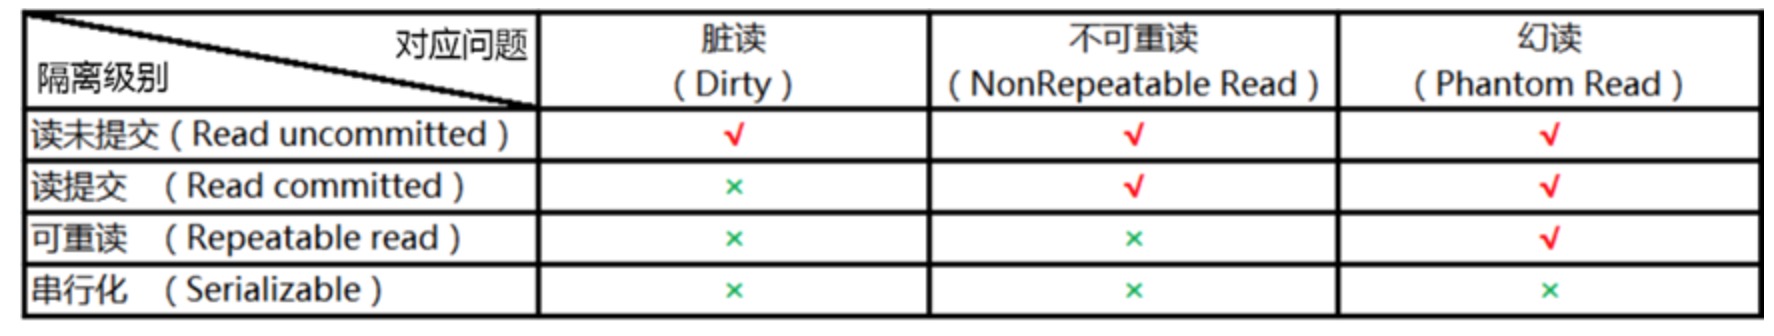 对应问题
隔离级别
脏读
(Dirty)
不可重读
(NonRepeatable Read)
幻读
(Phantom Read)
读未提交(Read uncommitted) √ √ √
读提交 (Read committed) × √ √
可重读 (Repeatable read) × × √
串行化 (Serializable) × × ×